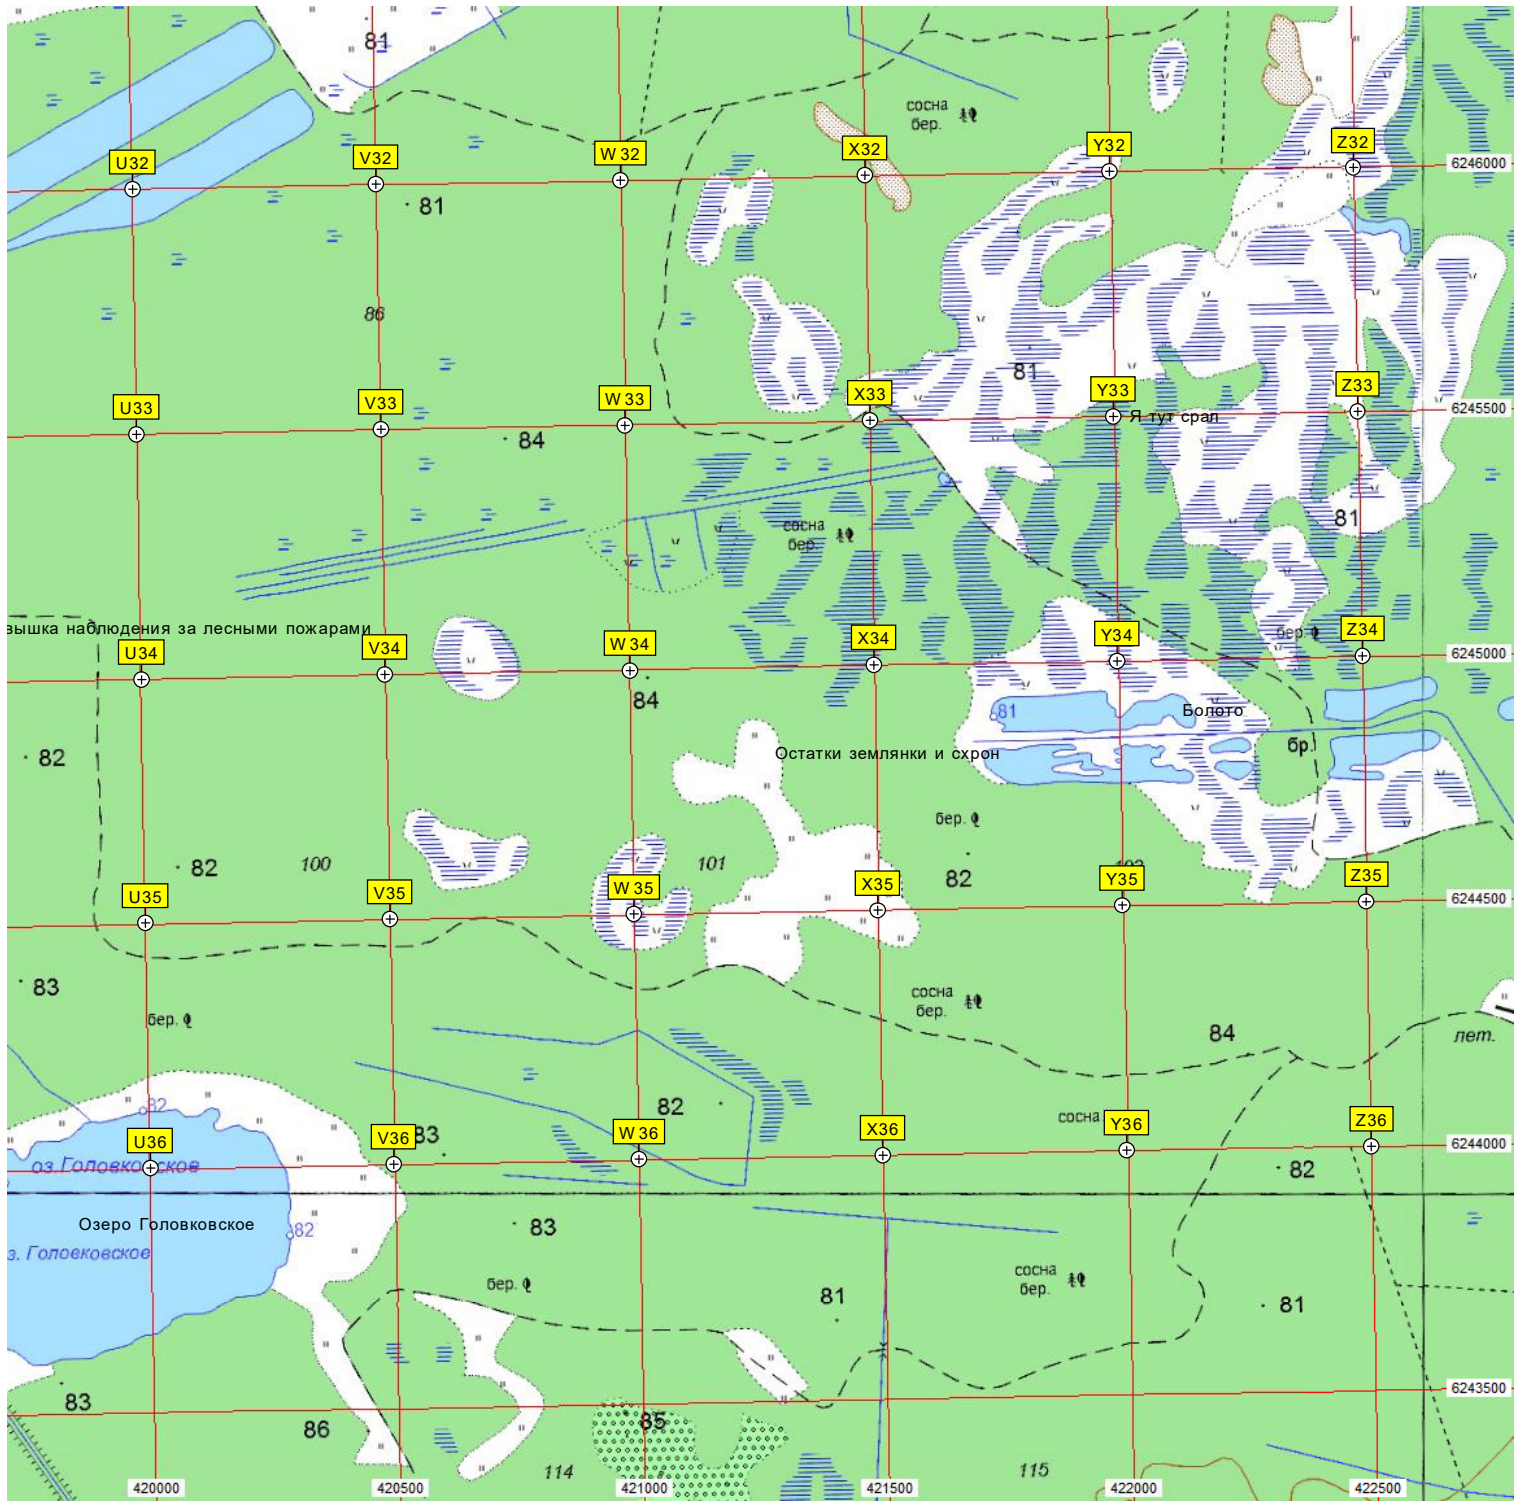 81
сосна
бер.
U32
V32
W32
X32
Y32
Z32
6246000
81
86
81
U33
V33
W33
X33
Y33
Z33
6245500
Я тут срал
84
81
сосна
бер.
вышка наблюдения за лесными пожарами
бер.
U34
V34
W34
X34
Y34
Z34
6245000
84
81
Болото
82
Остатки землянки и схрон
бр.
бер.
82
100
101
82
U35
V35
W35
X35
Y35
Z35
6244500
83
сосна
бер.
бер.
84
лет.
82
82
сосна
U36
V36
83
W36
X36
Y36
Z36
6244000
оз.Головковское
82
Озеро Головковское
82
83
з. Головковское
бер.
сосна
бер.
81
81
6243500
83
86
85
114
115
420000
420500
421000
421500
422000
422500